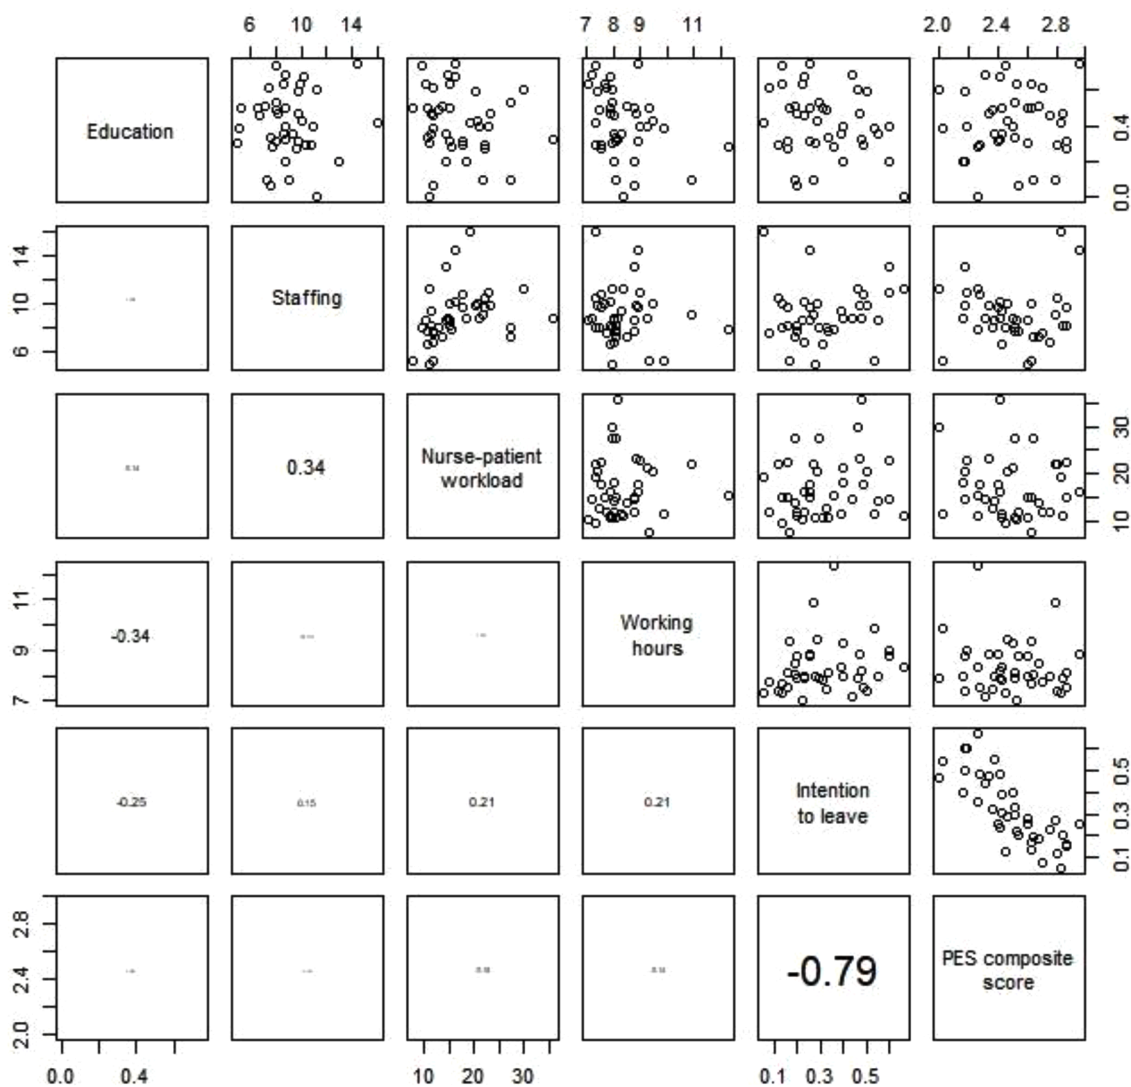 6 10 14 7 8 9 11 2.0 2.4 2.8
Education
0.0 0.4
6 10 14
Staffing
0.34
Nurse-patient
workload
10 20 30
7 9 11
-0.34
Working
hours
-0.25
0.15
0.21
0.21
Intention
to leave
0.1 0.3 0.5
2.0 2.4 2.8
-0.79
PES composite
score
0.0 0.4 10 20 30 0.1 0.3 0.5